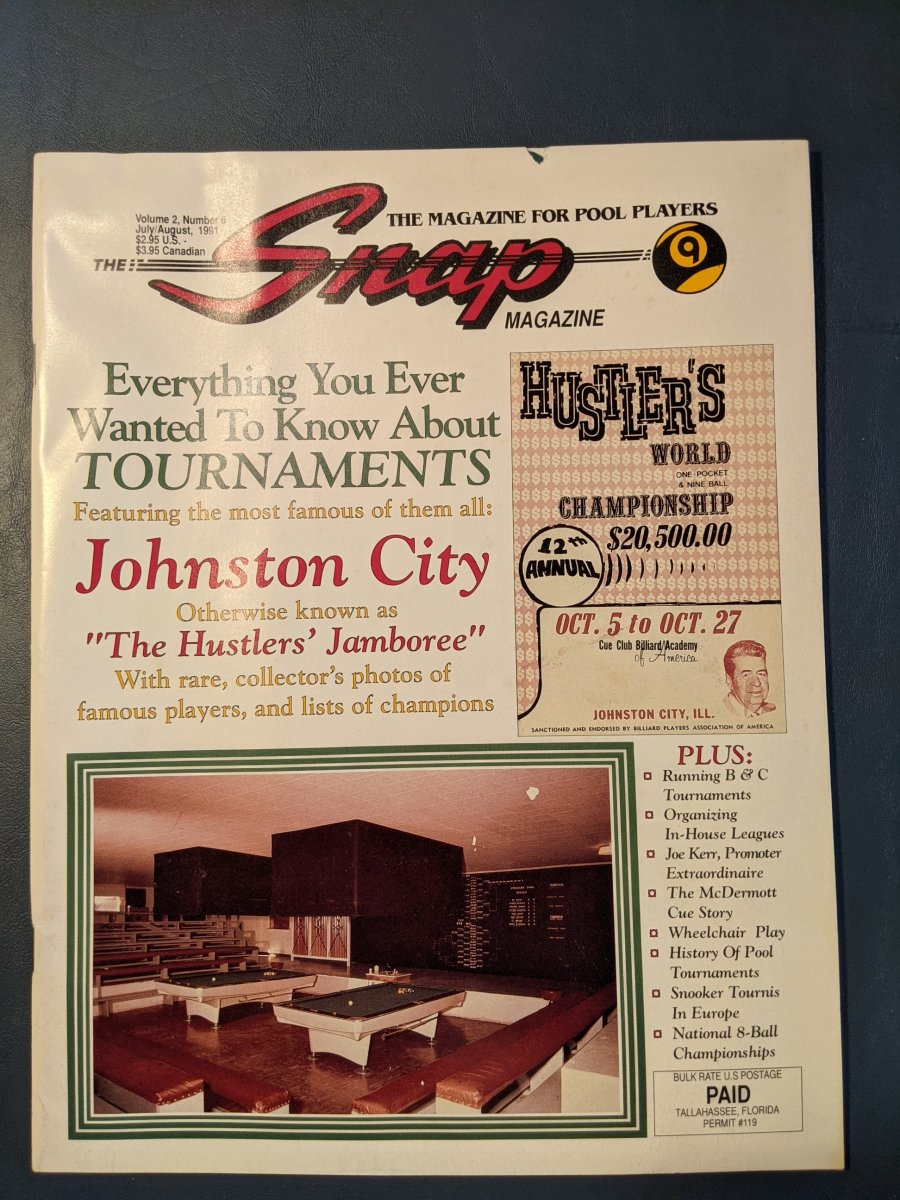 Volume 2, Number 6
July/August, 1991
$2.95 U.S. -
$3.95 Canadian
THE MAGAZINE FOR POOL PLAYERS
THE
Snap
9
MAGAZINE
Everything You Ever
Wanted To Know About
TOURNAMENTS
Featuring the most famous of them all:
Johnston City
Otherwise known as
"The Hustlers' Jamboree"
With rare, collector's photos of
famous players, and lists of champions
HUSTLER'S
WORLD
ONE POCKET
& NINE BALL
CHAMPIONSHIP
$20,500.00
12th
ANNUAL
OCT. 5 to OCT. 27
Cue Club Billiard Academy
of America
JOHNSTON CITY, ILL.
SANCTIONED AND ENDORSED BY BILLIARD PLAYERS ASSOCIATION OF AMERICA
PLUS:
Running B & C
Tournaments
Organizing
In-House Leagues
Joe Kerr, Promoter
Extraordinaire
The McDermott
Cue Story
Wheelchair Play
History Of Pool
Tournaments
Snooker Tournis
In Europe
National 8-Ball
Championships
BULK RATE U.S POSTAGE
PAID
TALLAHASSEE, FLORIDA
PERMIT #119